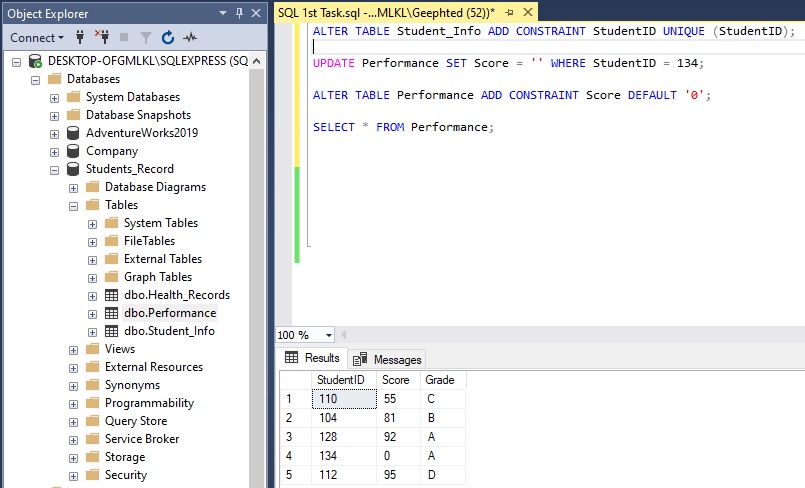 Object Explorer
Connect
DESKTOP-OFGMLKL\SQLEXPRESS (SQ
Databases
System Databases
Database Snapshots
AdventureWorks2019
Company
Students_Record
Database Diagrams
Tables
System Tables
FileTables
External Tables
Graph Tables
dbo.Health_Records
dbo.Performance
dbo.Student_Info
Views
External Resources
Synonyms
Programmability
Query Store
Service Broker
Storage
Security
SQL 1st Task.sql -...MLKL\Geephted (52))*
ALTER TABLE Student_Info ADD CONSTRAINT StudentID UNIQUE (StudentID);
UPDATE Performance SET Score = '' WHERE StudentID = 134;
ALTER TABLE Performance ADD CONSTRAINT Score DEFAULT '0';
SELECT * FROM Performance;
100 %
Results Messages
StudentID Score Grade
1 110 55 C
2 104 81 B
3 128 92 A
4 134 0 A
5 112 95 D